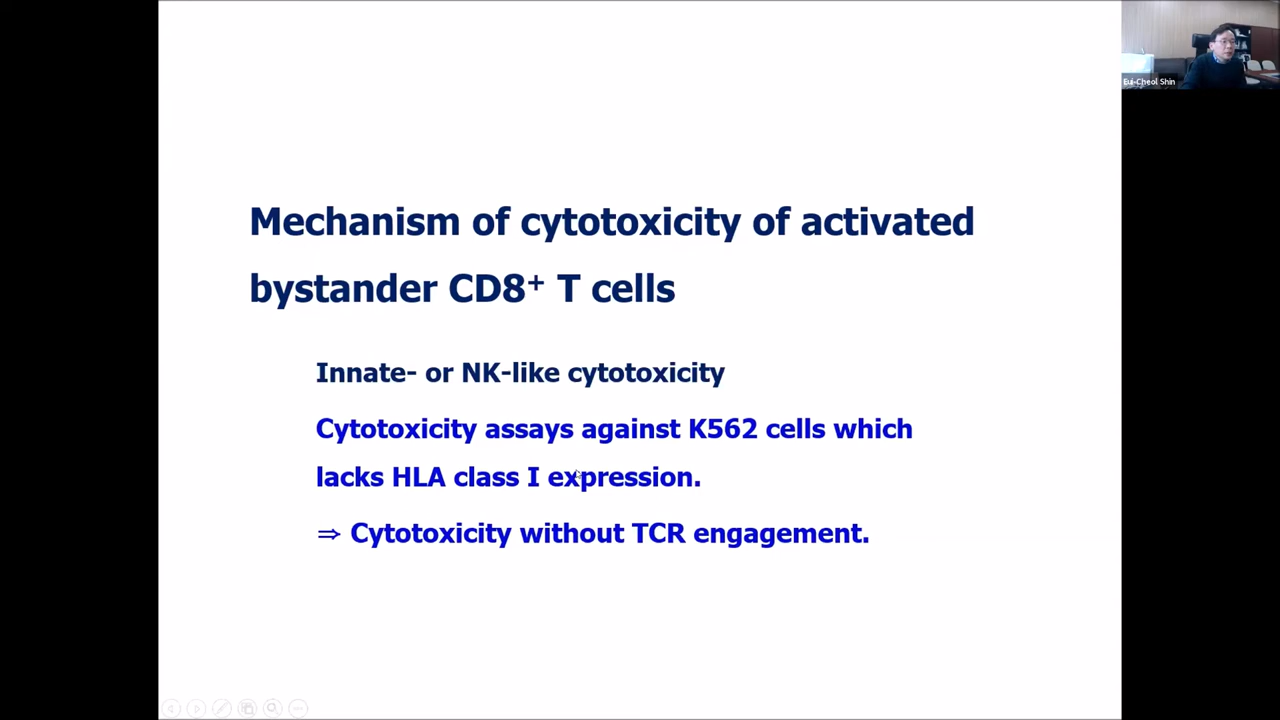 Eui-Cheol Shin
Mechanism of cytotoxicity of activated
bystander CD8⁺ T cells
Innate- or NK-like cytotoxicity
Cytotoxicity assays against K562 cells which
lacks HLA class I expression.
⇒ Cytotoxicity without TCR engagement.